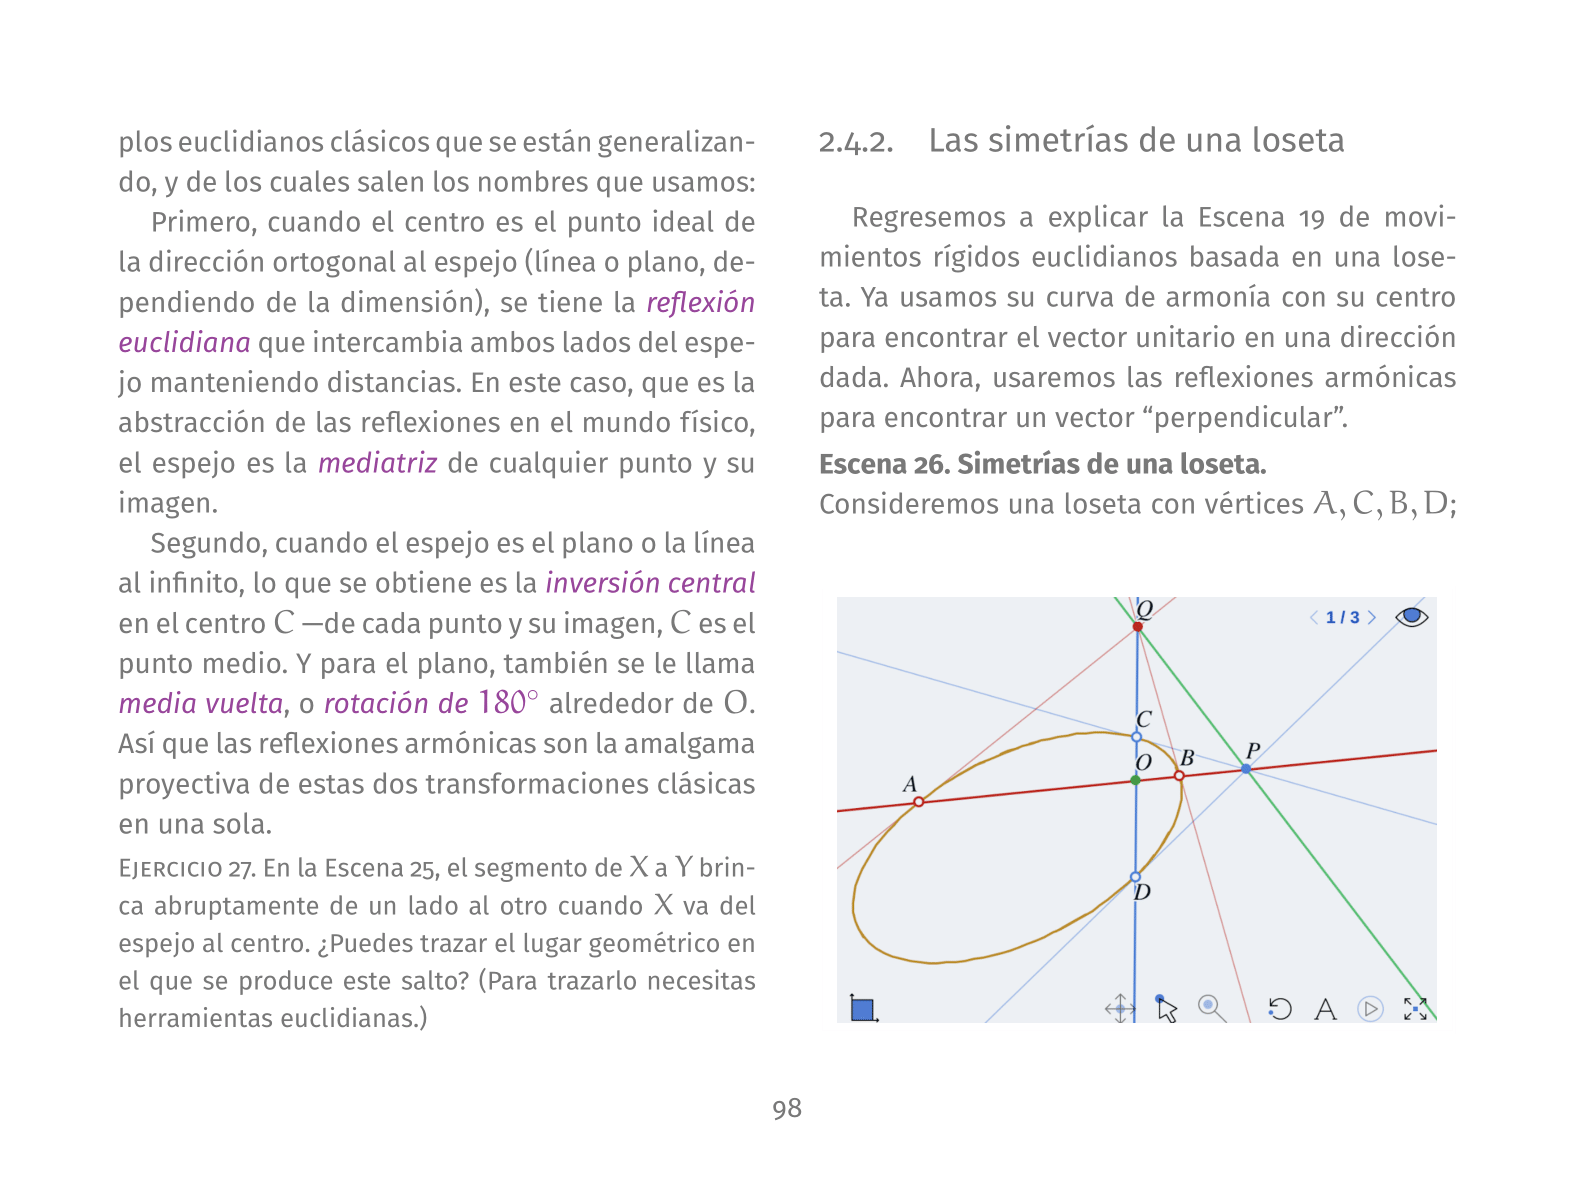 plos euclidianos clásicos que se están generalizan-
do, y de los cuales salen los nombres que usamos:
Primero, cuando el centro es el punto ideal de
la dirección ortogonal al espejo (línea o plano, de-
pendiendo de la dimensión), se tiene la reflexión
euclidiana que intercambia ambos lados del espe-
jo manteniendo distancias. En este caso, que es la
abstracción de las reflexiones en el mundo físico,
el espejo es la mediatriz de cualquier punto y su
imagen.
Segundo, cuando el espejo es el plano o la línea
al infinito, lo que se obtiene es la inversión central
en el centro C —de cada punto y su imagen, C es el
punto medio. Y para el plano, también se le llama
media vuelta, o rotación de 180° alrededor de O.
Así que las reflexiones armónicas son la amalgama
proyectiva de estas dos transformaciones clásicas
en una sola.
EJERCICIO 27. En la Escena 25, el segmento de X a Y brin-
ca abruptamente de un lado al otro cuando X va del
espejo al centro. ¿Puedes trazar el lugar geométrico en
el que se produce este salto? (Para trazarlo necesitas
herramientas euclidianas.)
2.4.2. Las simetrías de una loseta
Regresemos a explicar la Escena 19 de movi-
mientos rígidos euclidianos basada en una lose-
ta. Ya usamos su curva de armonía con su centro
para encontrar el vector unitario en una dirección
dada. Ahora, usaremos las reflexiones armónicas
para encontrar un vector “perpendicular”.
Escena 26. Simetrías de una loseta.
Consideremos una loseta con vértices A, C, B, D;
Q
1 / 3
C
O
B
P
A
D
A
98